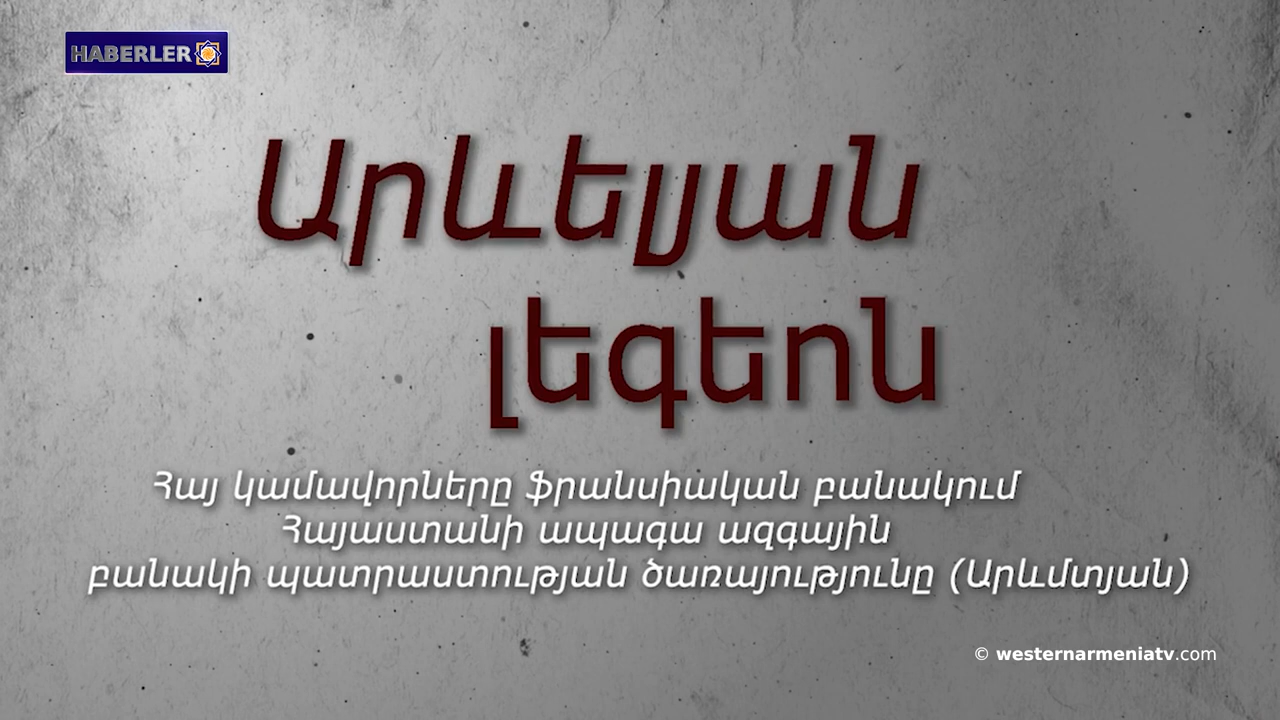 HABERLER
Արևելյան
լեգեոն
Հայ կամավորները ֆրանսիական բանակում
Հայաստանի ապագա ազգային
բանակի պատրաստության ծառայությունը (Արևմտյան)
© westernarmeniatv.com